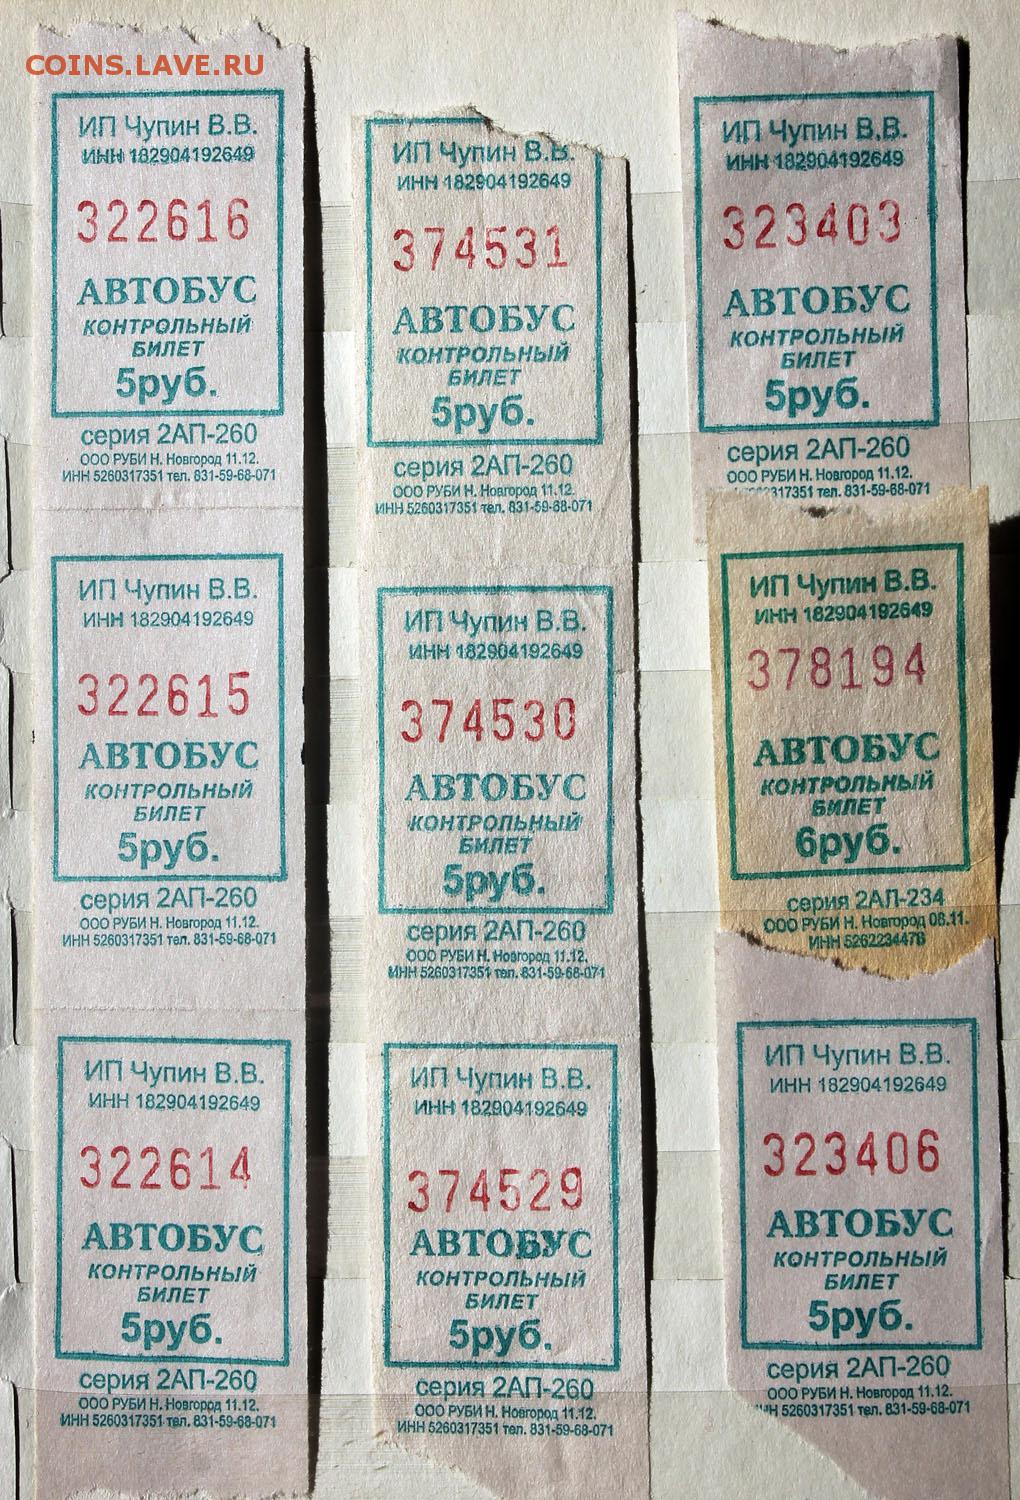 COINS.LAVE.RU
ИП Чупин В.В.
ИНН 182904192649
322616
АВТОБУС
КОНТРОЛЬНЫЙ
БИЛЕТ
5руб.
серия 2АП-260
ООО РУБИ Н. Новгород 11.12.
ИНН 5260317351 тел. 831-59-68-071
ИП Чупин В.В.
ИНН 182904192649
322615
АВТОБУС
КОНТРОЛЬНЫЙ
БИЛЕТ
5руб.
серия 2АП-260
ООО РУБИ Н. Новгород 11.12.
ИНН 5260317351 тел. 831-59-68-071
ИП Чупин В.В.
ИНН 182904192649
322614
АВТОБУС
КОНТРОЛЬНЫЙ
БИЛЕТ
5руб.
серия 2АП-260
ООО РУБИ Н. Новгород 11.12.
ИНН 5260317351 тел. 831-59-68-071
ИП Чупин В.В.
ИНН 182904192649
374531
АВТОБУС
КОНТРОЛЬНЫЙ
БИЛЕТ
5руб.
серия 2АП-260
ООО РУБИ Н. Новгород 11.12.
ИНН 5260317351 тел. 831-59-68-071
ИП Чупин В.В.
ИНН 182904192649
374530
АВТОБУС
КОНТРОЛЬНЫЙ
БИЛЕТ
5руб.
серия 2АП-260
ООО РУБИ Н. Новгород 11.12.
ИНН 5260317351 тел. 831-59-68-071
ИП Чупин В.В.
ИНН 182904192649
374529
АВТОБУС
КОНТРОЛЬНЫЙ
БИЛЕТ
5руб.
серия 2АП-260
ООО РУБИ Н. Новгород 11.12.
ИНН 5260317351 тел. 831-59-68-071
ИП Чупин В.В.
ИНН 182904192649
323403
АВТОБУС
КОНТРОЛЬНЫЙ
БИЛЕТ
5руб.
серия 2АП-260
ООО РУБИ Н. Новгород 11.12.
тел. 831-59-68-071
ИП Чупин В.В.
ИНН 182904192649
378194
АВТОБУС
КОНТРОЛЬНЫЙ
БИЛЕТ
6руб.
серия 2АЛ-234
ООО РУБИ Н. Новгород 08.11.
ИНН 5262234476
ИП Чупин В.В.
ИНН 182904192649
323406
АВТОБУС
КОНТРОЛЬНЫЙ
БИЛЕТ
5руб.
серия 2АП-260
ООО РУБИ Н. Новгород 11.12.
5260317351 тел. 831-59-68-071